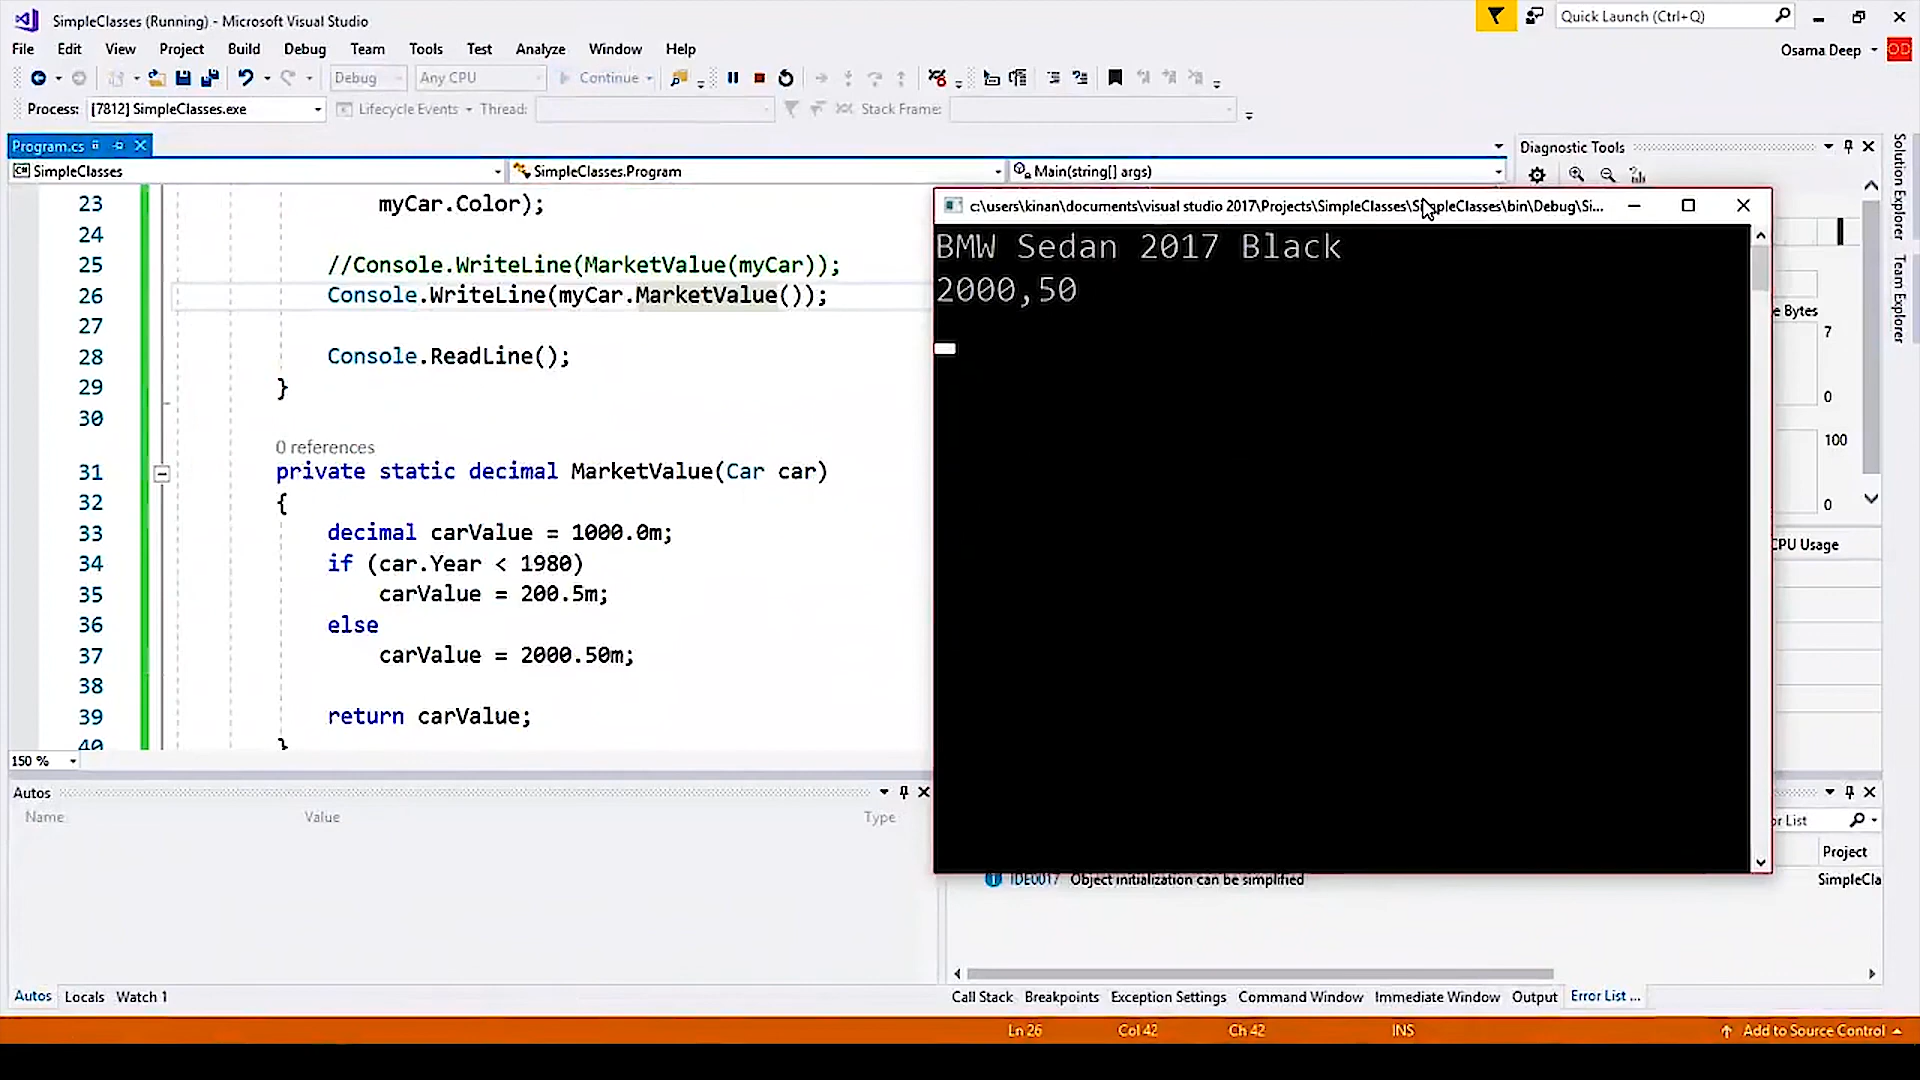 SimpleClasses (Running) - Microsoft Visual Studio
Quick Launch (Ctrl+Q)
File Edit View Project Build Debug Team Tools Test Analyze Window Help
Osama Deep OD
Debug Any CPU Continue
Process: [7812] SimpleClasses.exe Lifecycle Events Thread: Stack Frame:
Program.cs
Diagnostic Tools
SimpleClasses SimpleClasses.Program Main(string[] args)
Solution Explorer
Team Explorer
23 myCar.Color);
24
25 //Console.WriteLine(MarketValue(myCar));
26 Console.WriteLine(myCar.MarketValue());
27
28 Console.ReadLine();
29 }
30
0 references
31 private static decimal MarketValue(Car car)
32 {
33 decimal carValue = 1000.0m;
34 if (car.Year < 1980)
35 carValue = 200.5m;
36 else
37 carValue = 2000.50m;
38
39 return carValue;
40 }
150 %
c:\users\kinan\documents\visual studio 2017\Projects\SimpleClasses\SimpleClasses\bin\Debug\Si...
BMW Sedan 2017 Black
2000,50
e Bytes
7
0
100
0
CPU Usage
Autos
Name Value Type
or List
Project
IDE0017 Object initialization can be simplified SimpleCla
Autos Locals Watch 1
Call Stack Breakpoints Exception Settings Command Window Immediate Window Output Error List ...
Ln 26 Col 42 Ch 42 INS Add to Source Control